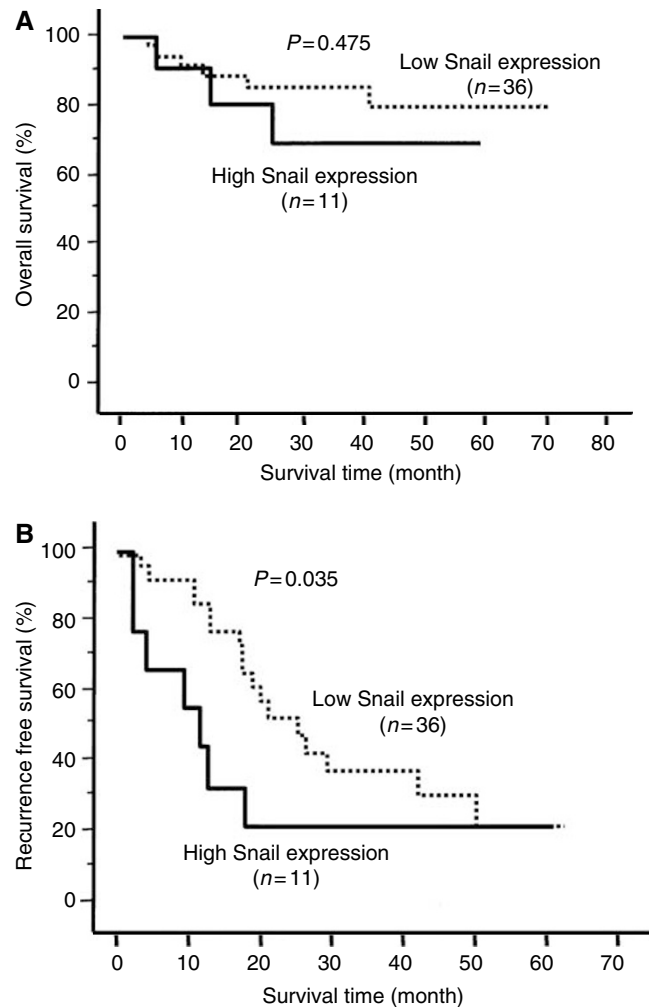 A
Overall survival (%)
100
80
60
40
20
0
P=0.475
Low Snail expression
(n=36)
High Snail expression
(n=11)
0 10 20 30 40 50 60 70 80
Survival time (month)
B
Recurrence free survival (%)
100
80
60
40
20
0
P=0.035
Low Snail expression
(n=36)
High Snail expression
(n=11)
0 10 20 30 40 50 60 70
Survival time (month)